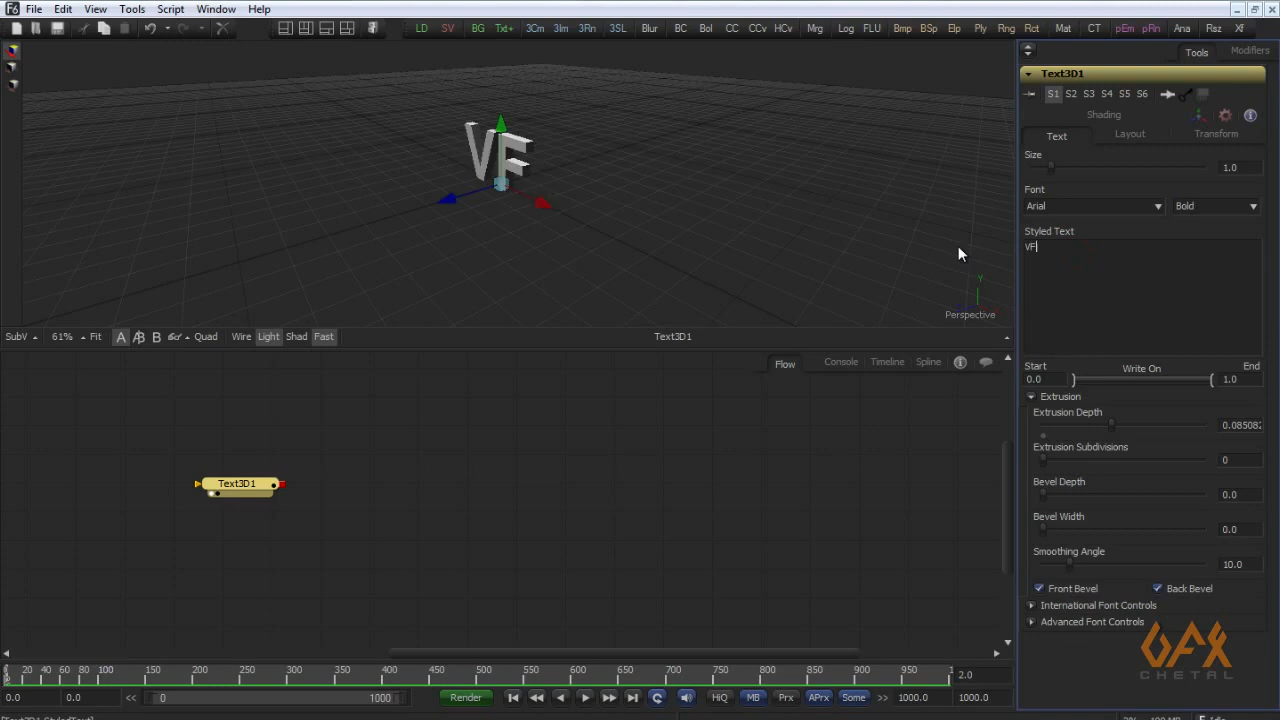 File Edit View Tools Script Window Help
LD SV BG Txt+ 3Cm 3Im 3Rn 3SL Blur BC Bol CC CCv HCv Mrg Log FLU Bmp BSp Elp Ply Rng Rct Mat CT pEm pRn Ana Rsz Xf
Tools Modifiers
Text3D1
S1 S2 S3 S4 S5 S6
Shading
Text Layout Transform
Size
1.0
Font
Arial Bold
Styled Text
VF
VF
Y
Perspective
SubV 61% Fit A A B B Quad Wire Light Shad Fast Text3D1
Flow Console Timeline Spline
Start Write On End
0.0 1.0
Extrusion
Extrusion Depth
0.085082
Extrusion Subdivisions
0
Bevel Depth
0.0
Bevel Width
0.0
Smoothing Angle
10.0
Front Bevel Back Bevel
International Font Controls
Advanced Font Controls
Text3D1
GFX
CHETAL
20 40 60 80 100 150 200 250 300 350 400 450 500 550 600 650 700 750 800 850 900 950 2.0
0.0 0.0 << 0 1000 Render HiQ MB Prx APrx Some >> 1000.0 1000.0